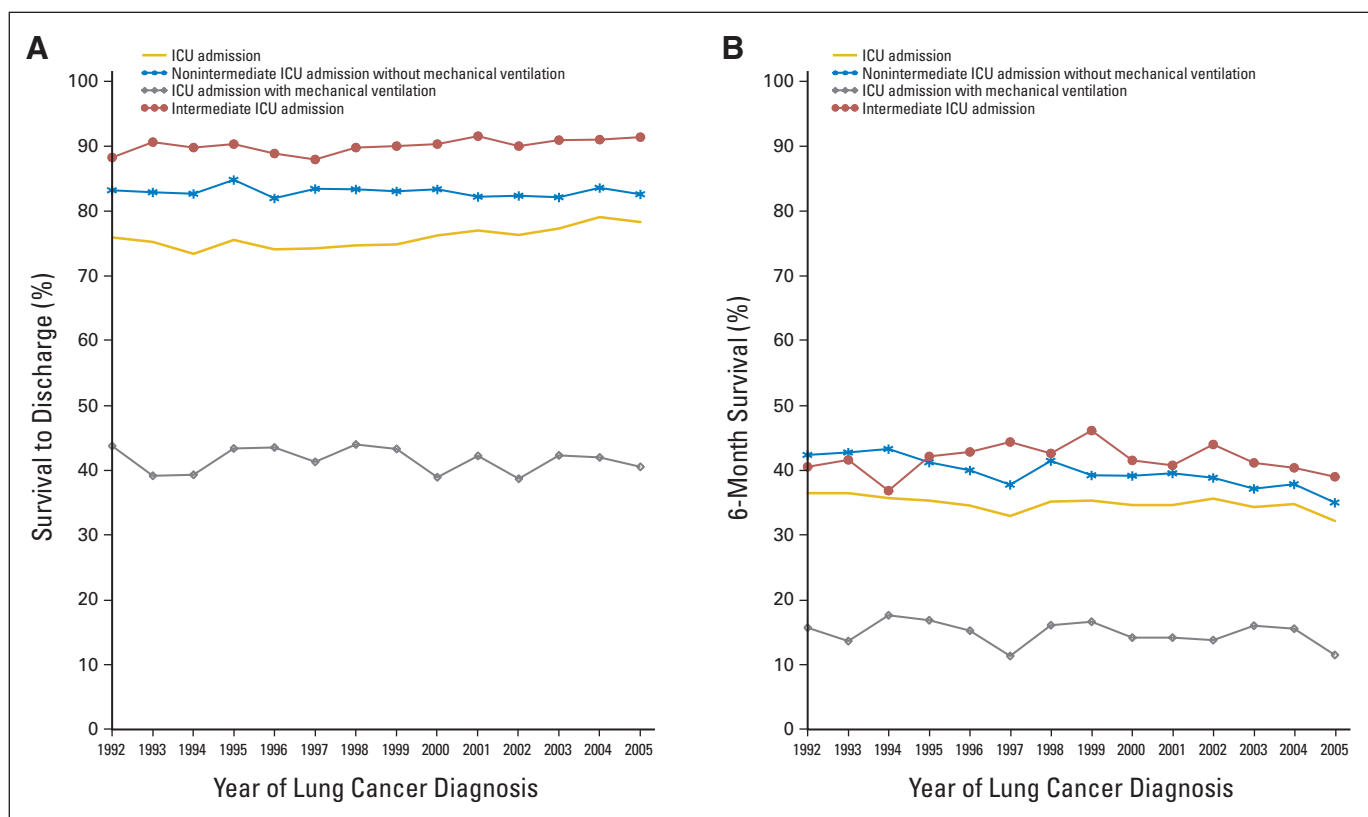 A
ICU admission
Nonintermediate ICU admission without mechanical ventilation
ICU admission with mechanical ventilation
Intermediate ICU admission
Survival to Discharge (%)
100
90
80
70
60
50
40
30
20
10
0
1992 1993 1994 1995 1996 1997 1998 1999 2000 2001 2002 2003 2004 2005
Year of Lung Cancer Diagnosis
B
ICU admission
Nonintermediate ICU admission without mechanical ventilation
ICU admission with mechanical ventilation
Intermediate ICU admission
6-Month Survival (%)
100
90
80
70
60
50
40
30
20
10
0
1992 1993 1994 1995 1996 1997 1998 1999 2000 2001 2002 2003 2004 2005
Year of Lung Cancer Diagnosis